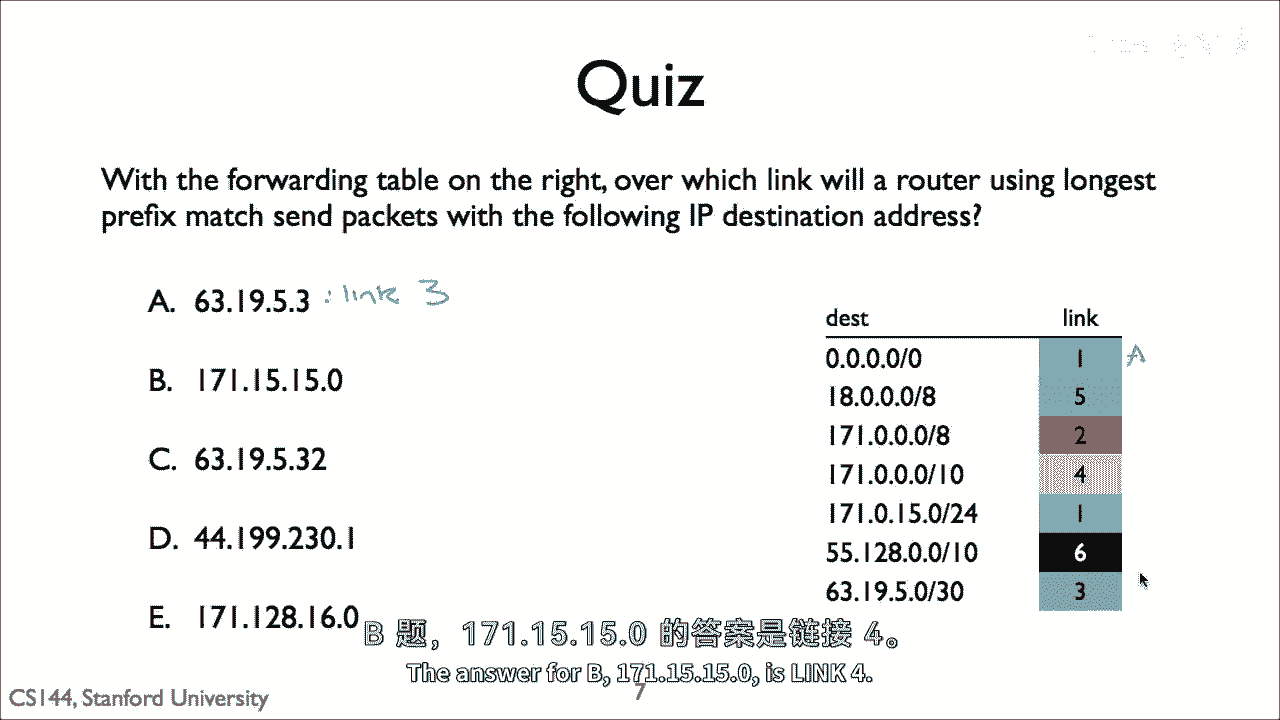 Quiz
With the forwarding table on the right, over which link will a router using longest
prefix match send packets with the following IP destination address?
A. 63.19.5.3 : link 3
B. 171.15.15.0
C. 63.19.5.32
D. 44.199.230.1
E. 171.128.16.0
dest link
0.0.0.0/0 1 A
18.0.0.0/8 5
171.0.0.0/8 2
171.0.0.0/10 4
171.0.15.0/24 1
55.128.0.0/10 6
63.19.5.0/30 3
B 题，171.15.15.0 的答案是链接 4。
The answer for B, 171.15.15.0, is LINK 4.
CS144, Stanford University
7